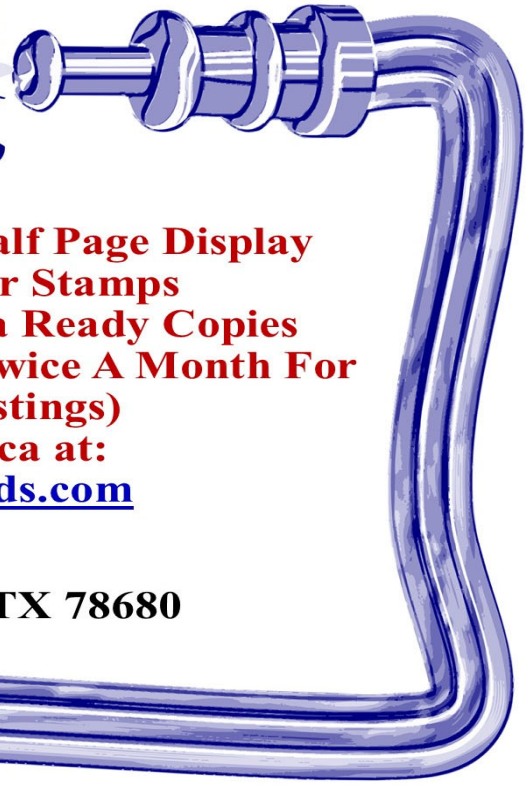 alf Page Display
r Stamps
a Ready Copies
wice A Month For
stings)
ca at:
ds.com
TX 78680